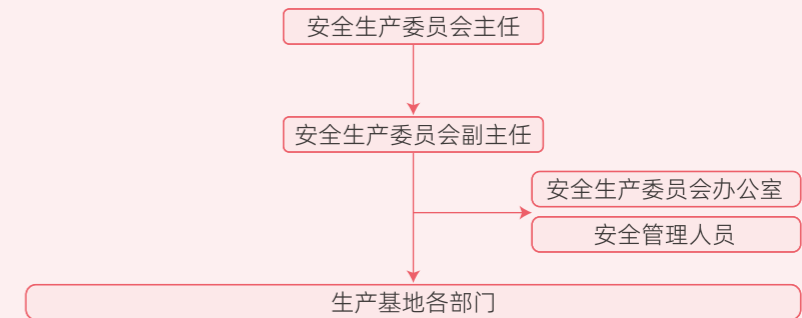 安全生产委员会主任
安全生产委员会副主任
安全生产委员会办公室
安全管理人员
生产基地各部门